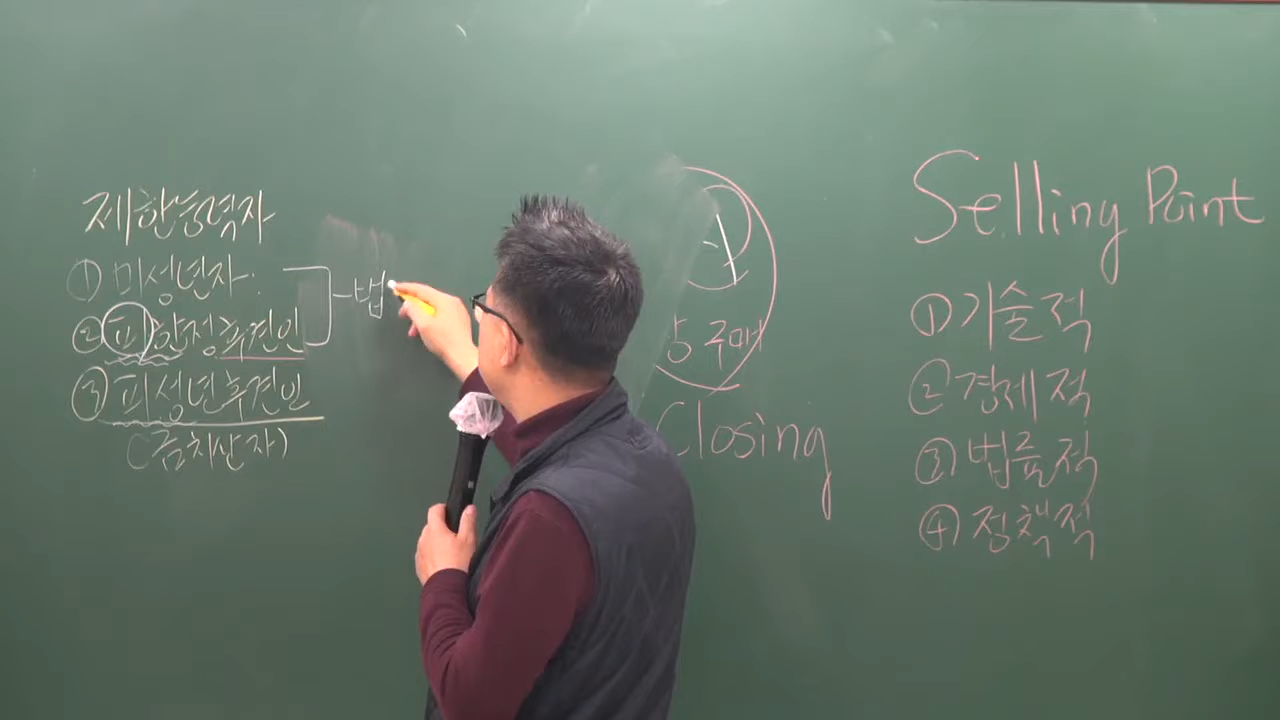 제한능력자
① 미성년자.
② 피한정후견인
③ 피성년후견인
(금치산자)
- 법
주매
Closing
Selling Point
① 기술적
② 경제적
③ 법률적
④ 정책적